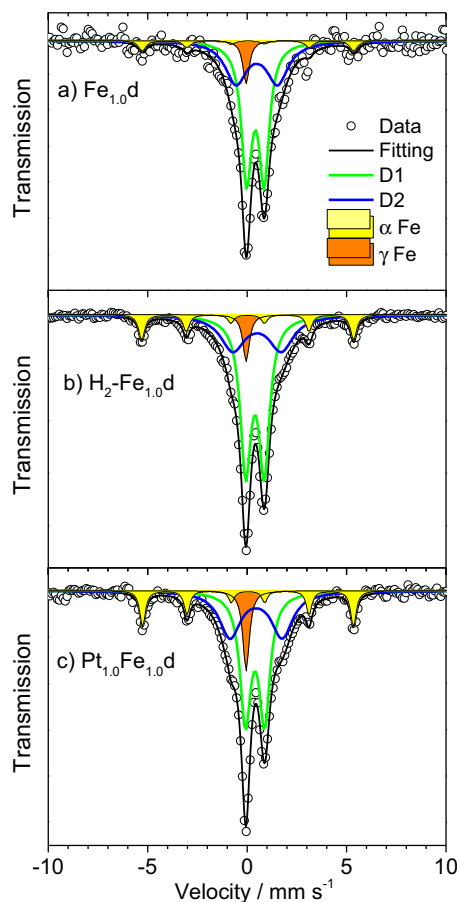 Transmission
a) Fe1.0d
Data
Fitting
D1
D2
α Fe
γ Fe
Transmission
b) H2-Fe1.0d
Transmission
c) Pt1.0Fe1.0d
-10 -5 0 5 10
Velocity / mm s-1